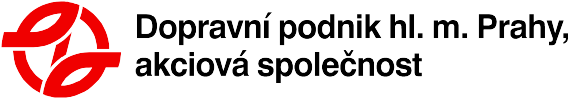 Dopravní podnik hl. m. Prahy,
akciová společnost